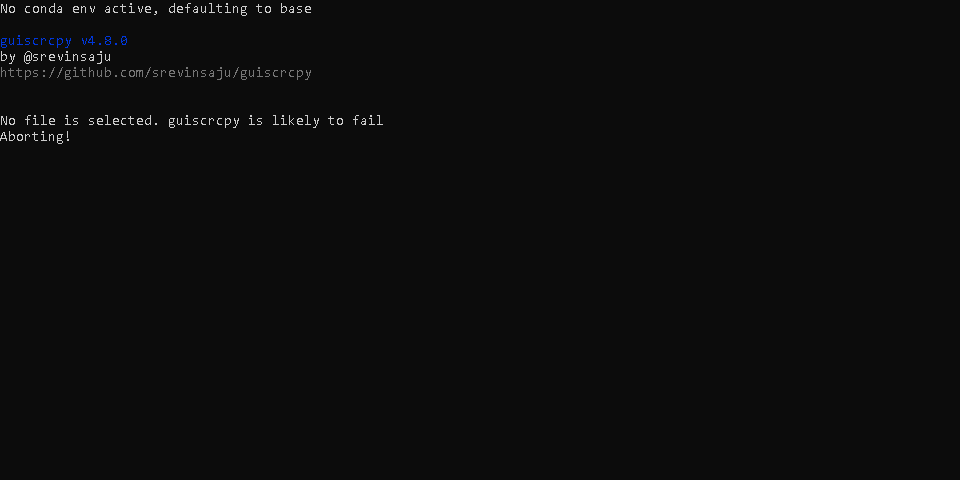 No conda env active, defaulting to base
guiscrcpy v4.8.0
by @srevinsaju
https://github.com/srevinsaju/guiscrcpy
No file is selected. guiscrcpy is likely to fail
Aborting!